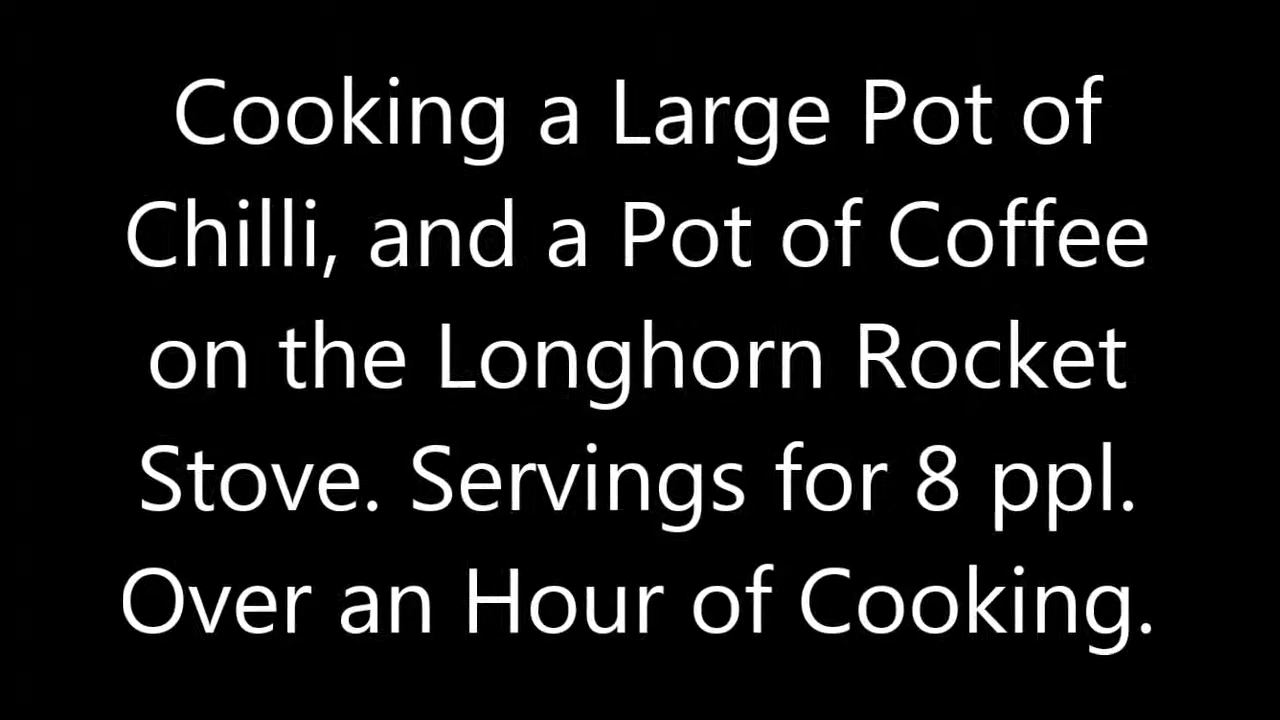 Cooking a Large Pot of
Chilli, and a Pot of Coffee
on the Longhorn Rocket
Stove. Servings for 8 ppl.
Over an Hour of Cooking.